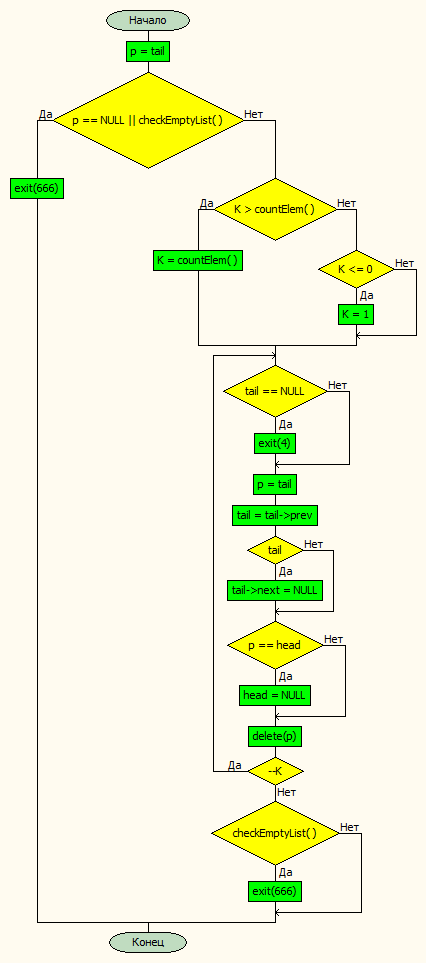 Начало
p = tail
Да
p == NULL || checkEmptyList( )
Нет
exit(666)
Да
K > countElem( )
Нет
K = countElem( )
K <= 0
Нет
Да
K = 1
tail == NULL
Нет
Да
exit(4)
p = tail
tail = tail->prev
tail
Нет
Да
tail->next = NULL
p == head
Нет
Да
head = NULL
delete(p)
Да
--K
Нет
checkEmptyList( )
Нет
Да
exit(666)
Конец